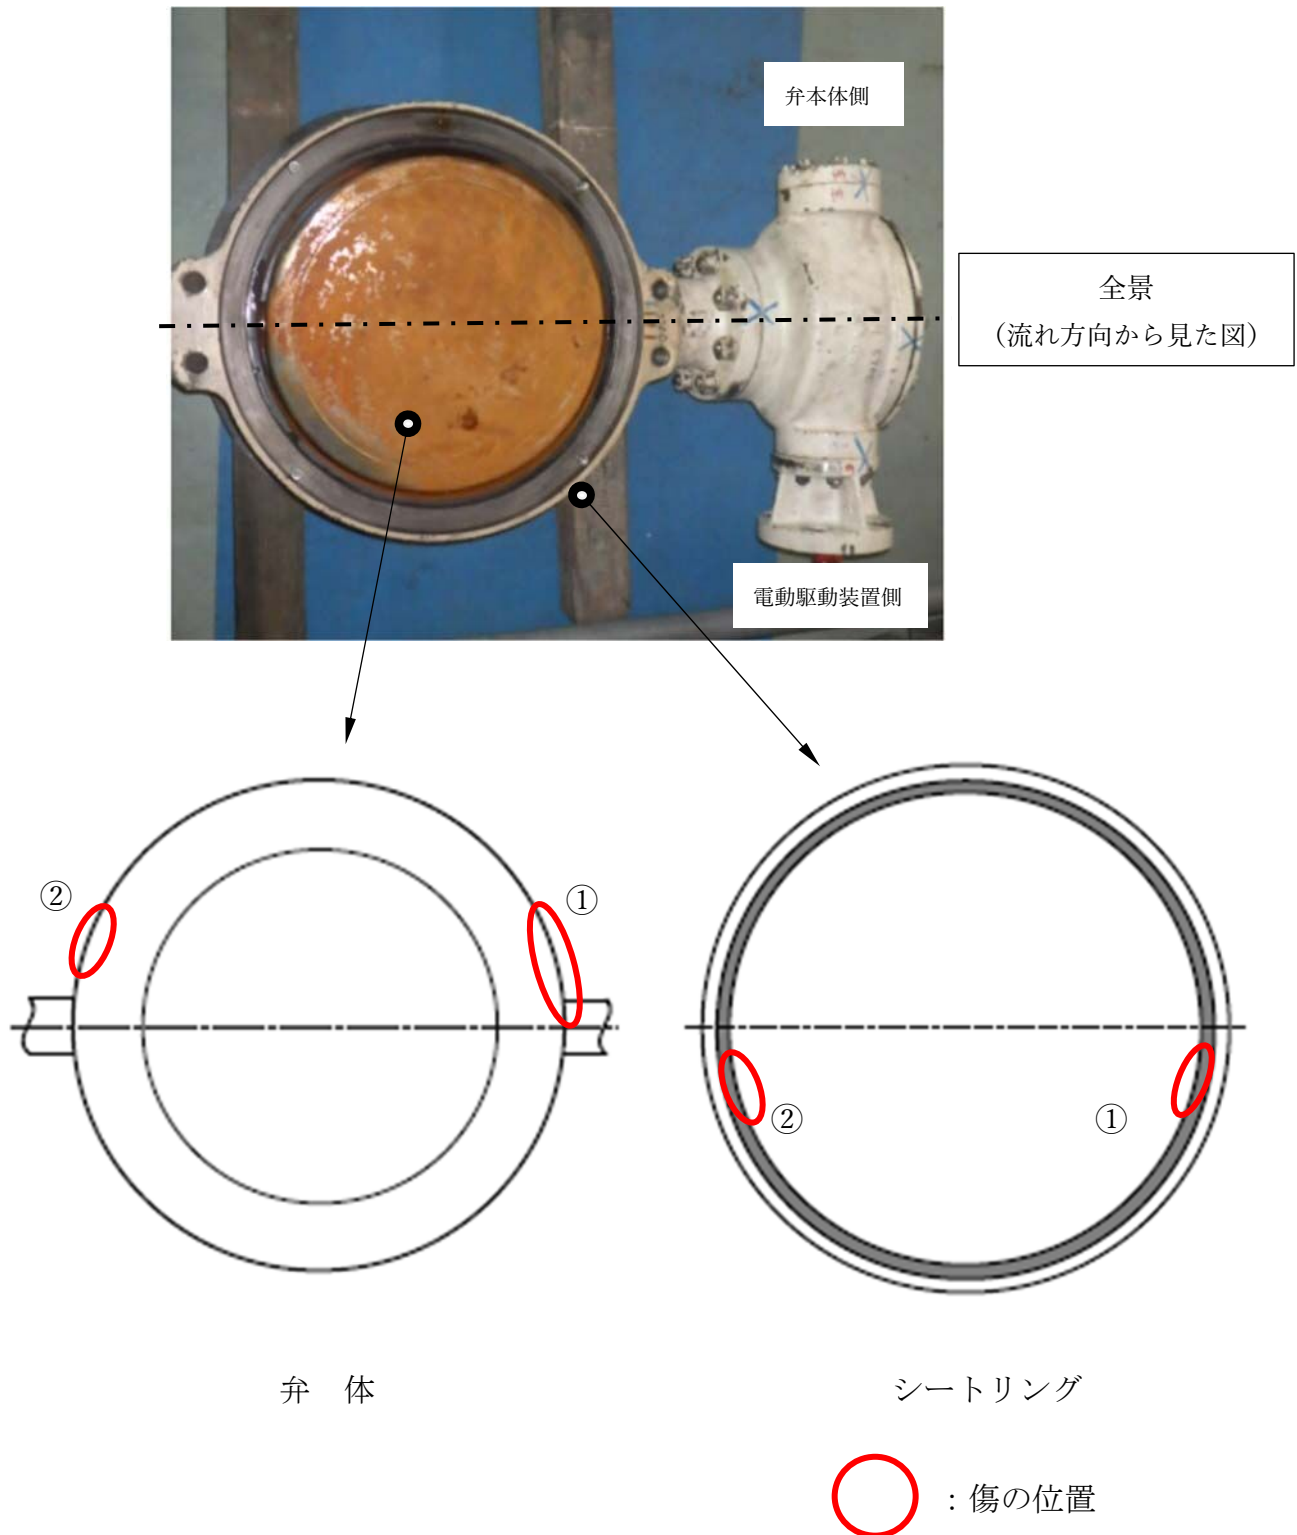 弁本体側
全景
(流れ方向から見た図)
電動駆動装置側
②
①
②
①
弁　体
シートリング
：傷の位置